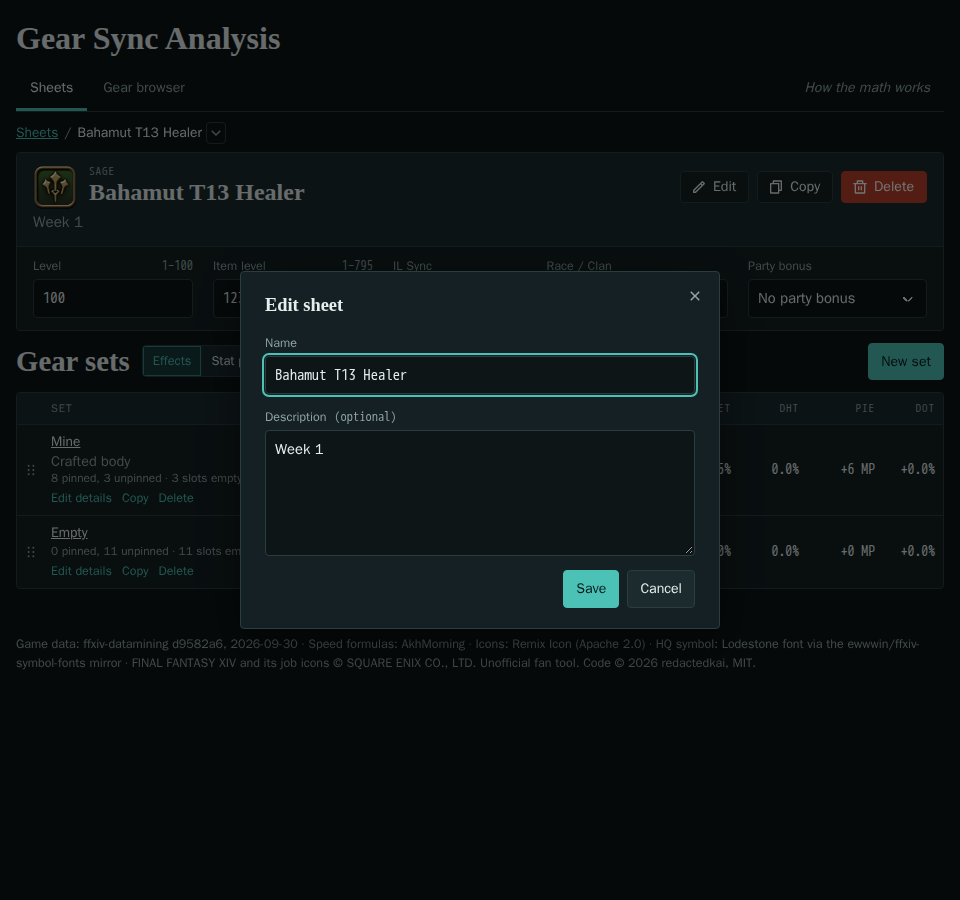 Gear Sync Analysis
Sheets Gear browser How the math works
Sheets / Bahamut T13 Healer
SAGE
Bahamut T13 Healer
Edit Copy Delete
Week 1
Level 1–100 Item level 1–795 IL Sync Race / Clan Party bonus
100 No party bonus
Edit sheet
Name
Bahamut T13 Healer
Description (optional)
Week 1
Save Cancel
Gear sets Effects Stat New set
SET DHT PIE DOT
Mine
Crafted body
8 pinned, 3 unpinned · 3 slots empty
0.0% +6 MP +0.0%
Edit details Copy Delete
Empty
0 pinned, 11 unpinned · 11 slots
0.0% +0 MP +0.0%
Edit details Copy Delete
Game data: ffxiv-datamining d9582a6, 2026-09-30 · Speed formulas: AkhMorning · Icons: Remix Icon (Apache 2.0) · HQ symbol: Lodestone font via the ewwwin/ffxiv-
symbol-fonts mirror · FINAL FANTASY XIV and its job icons © SQUARE ENIX CO., LTD. Unofficial fan tool. Code © 2026 redactedkai, MIT.